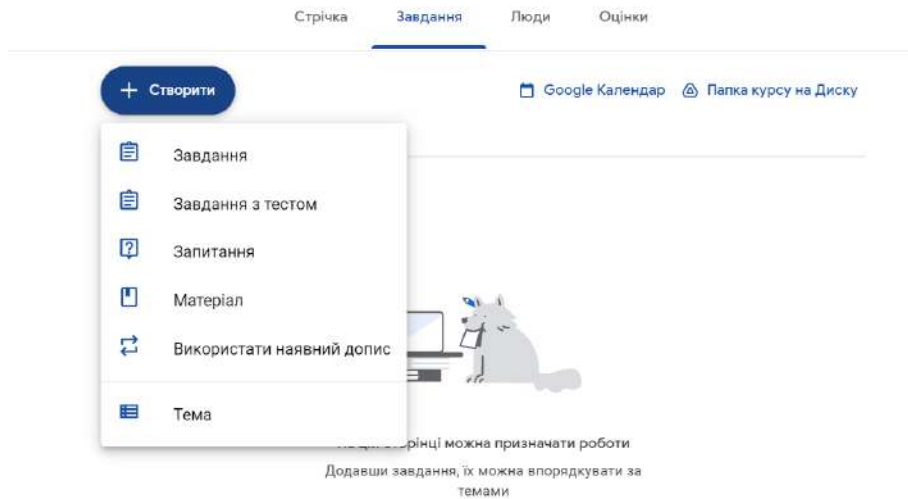 Стрічка Завдання Люди Оцінки
Створити
Google Календар Папка курсу на Диску
Завдання
Завдання з тестом
Запитання
Матеріал
Використати наявний допис
Тема
можна призначати роботи
Додавши завдання, їх можна впорядкувати за
темами